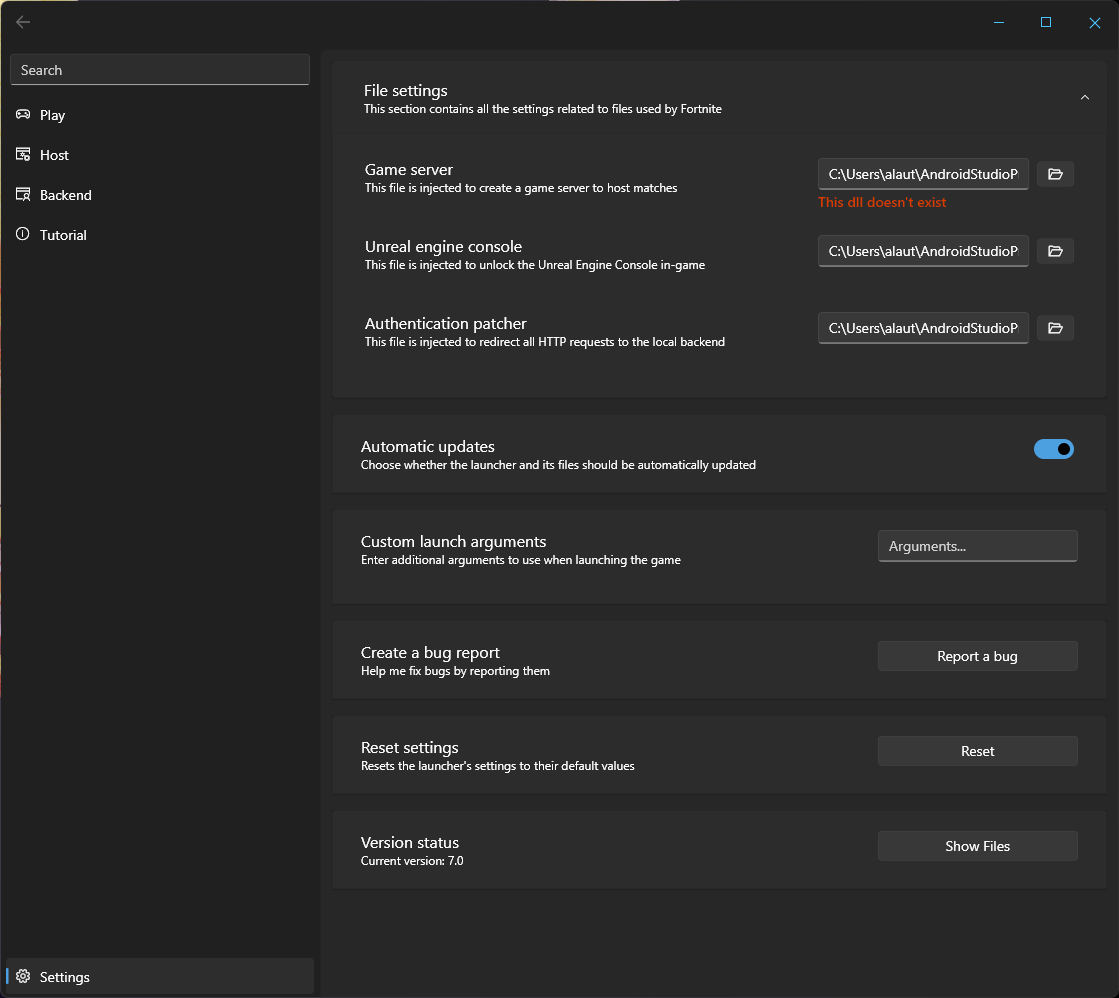 Search
Play
Host
Backend
Tutorial
Settings
File settings
This section contains all the settings related to files used by Fortnite
Game server
This file is injected to create a game server to host matches
C:\Users\alaut\AndroidStudioP
This dll doesn't exist
Unreal engine console
This file is injected to unlock the Unreal Engine Console in-game
C:\Users\alaut\AndroidStudioP
Authentication patcher
This file is injected to redirect all HTTP requests to the local backend
C:\Users\alaut\AndroidStudioP
Automatic updates
Choose whether the launcher and its files should be automatically updated
Custom launch arguments
Enter additional arguments to use when launching the game
Arguments...
Create a bug report
Help me fix bugs by reporting them
Report a bug
Reset settings
Resets the launcher's settings to their default values
Reset
Version status
Current version: 7.0
Show Files